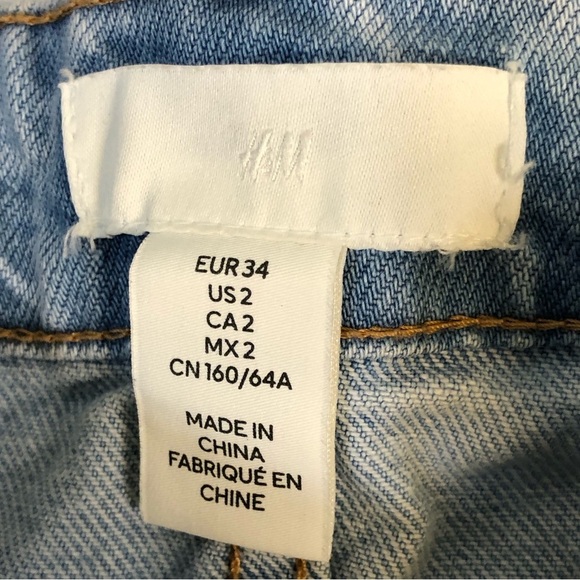 H&M
EUR 34
US 2
CA 2
MX 2
CN 160/64A
MADE IN
CHINA
FABRIQUÉ EN
CHINE